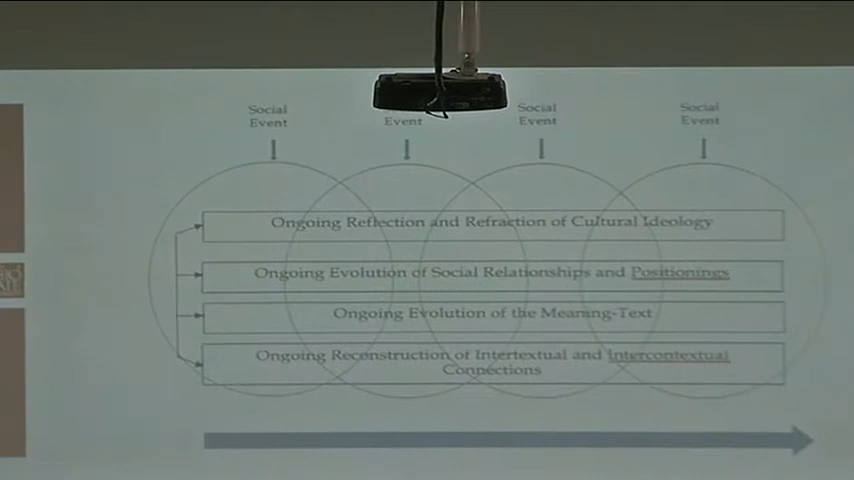 Social
Event
Event
Social
Event
Social
Event
Ongoing Reflection and Refraction of Cultural Ideology
Ongoing Evolution of Social Relationships and Positionings
Ongoing Evolution of the Meaning-Text
Ongoing Reconstruction of Intertextual and Intercontextual
Connections